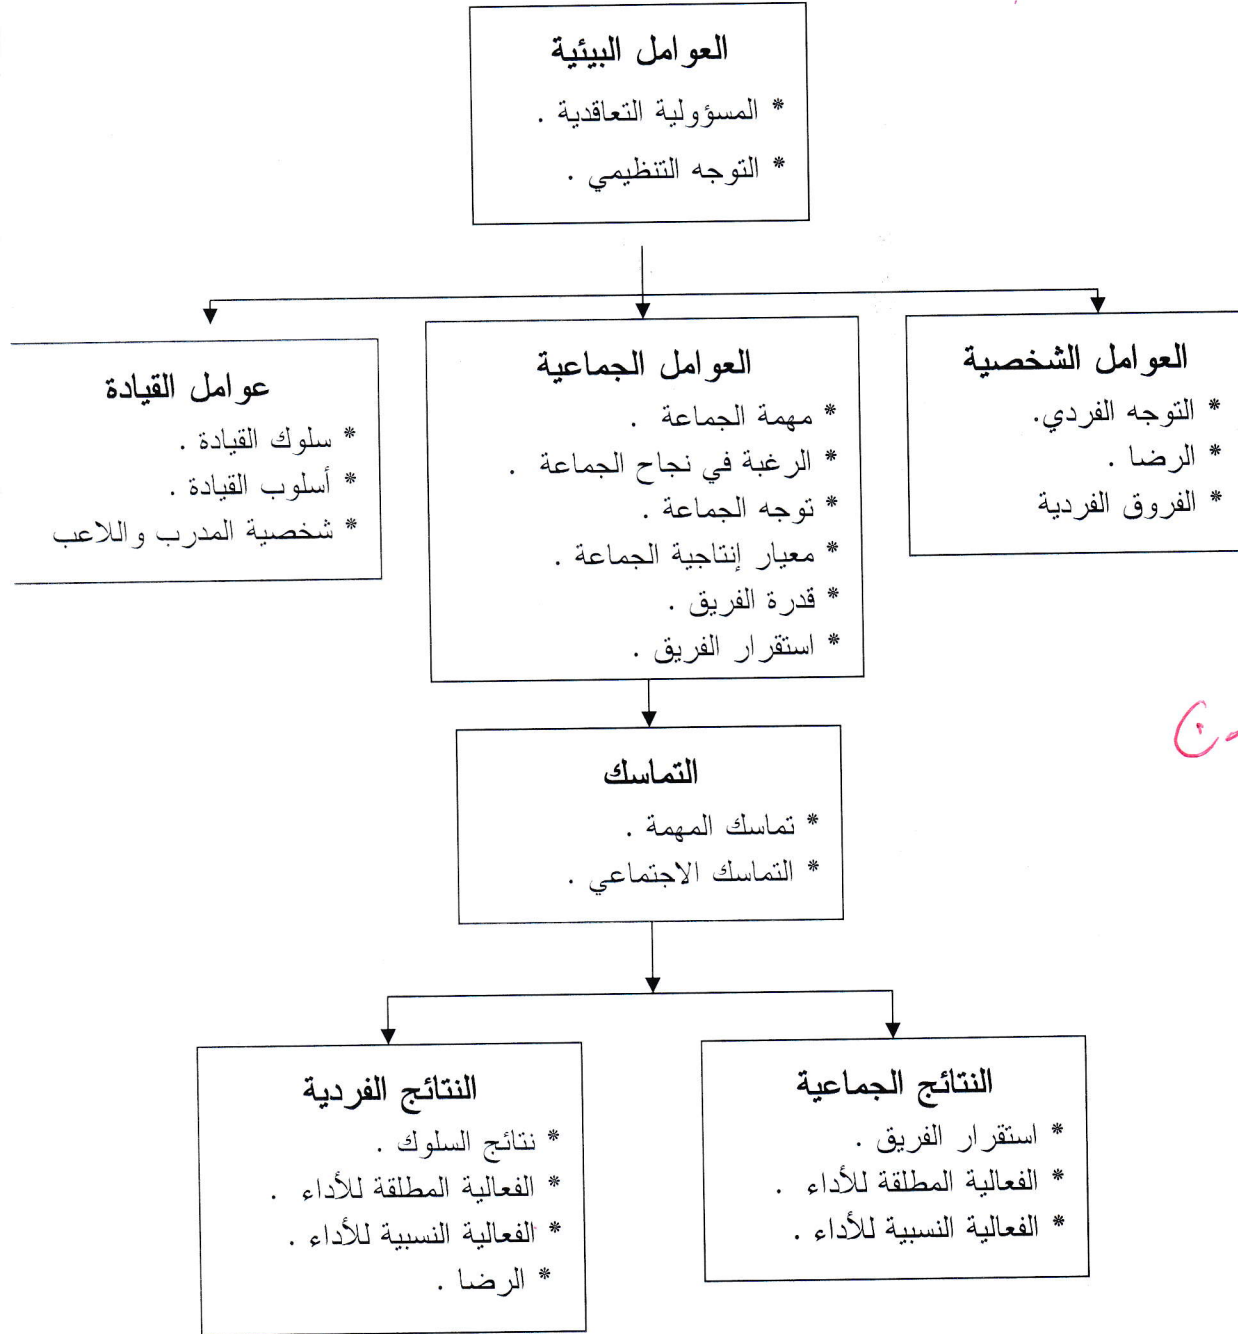 العوامل البيئية
* المسؤولية التعاقدية .
* التوجه التنظيمي .
العوامل الشخصية
* التوجه الفردي.
* الرضا .
* الفروق الفردية
العوامل الجماعية
* مهمة الجماعة .
* الرغبة في نجاح الجماعة .
* توجه الجماعة .
* معيار إنتاجية الجماعة .
* قدرة الفريق .
* استقرار الفريق .
عوامل القيادة
* سلوك القيادة .
* أسلوب القيادة .
* شخصية المدرب واللاعب
التماسك
* تماسك المهمة .
* التماسك الاجتماعي .
النتائج الجماعية
* استقرار الفريق .
* الفعالية المطلقة للأداء .
* الفعالية النسبية للأداء .
النتائج الفردية
* نتائج السلوك .
* الفعالية المطلقة للأداء .
* الفعالية النسبية للأداء .
* الرضا .